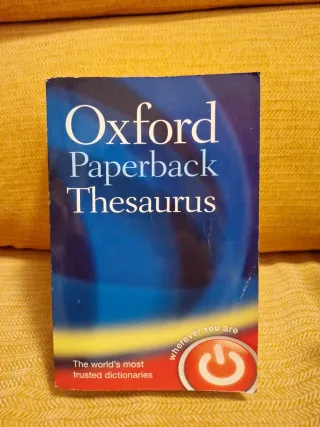 Oxford
Paperback
Thesaurus
The world's most
trusted dictionaries
wherever you are